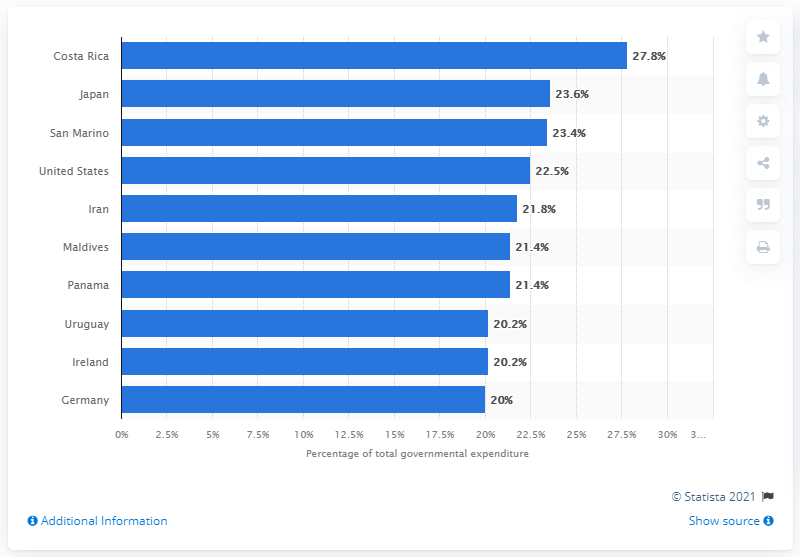 Costa Rica 27.8%
Japan 23.6%
San Marino 23.4%
United States 22.5%
Iran 21.8%
Maldives 21.4%
Panama 21.4%
Uruguay 20.2%
Ireland 20.2%
Germany 20%
0% 2.5% 5% 7.5% 10% 12.5% 15% 17.5% 20% 22.5% 25% 27.5% 30% 3...
Percentage of total governmental expenditure
© Statista 2021
Additional Information Show source